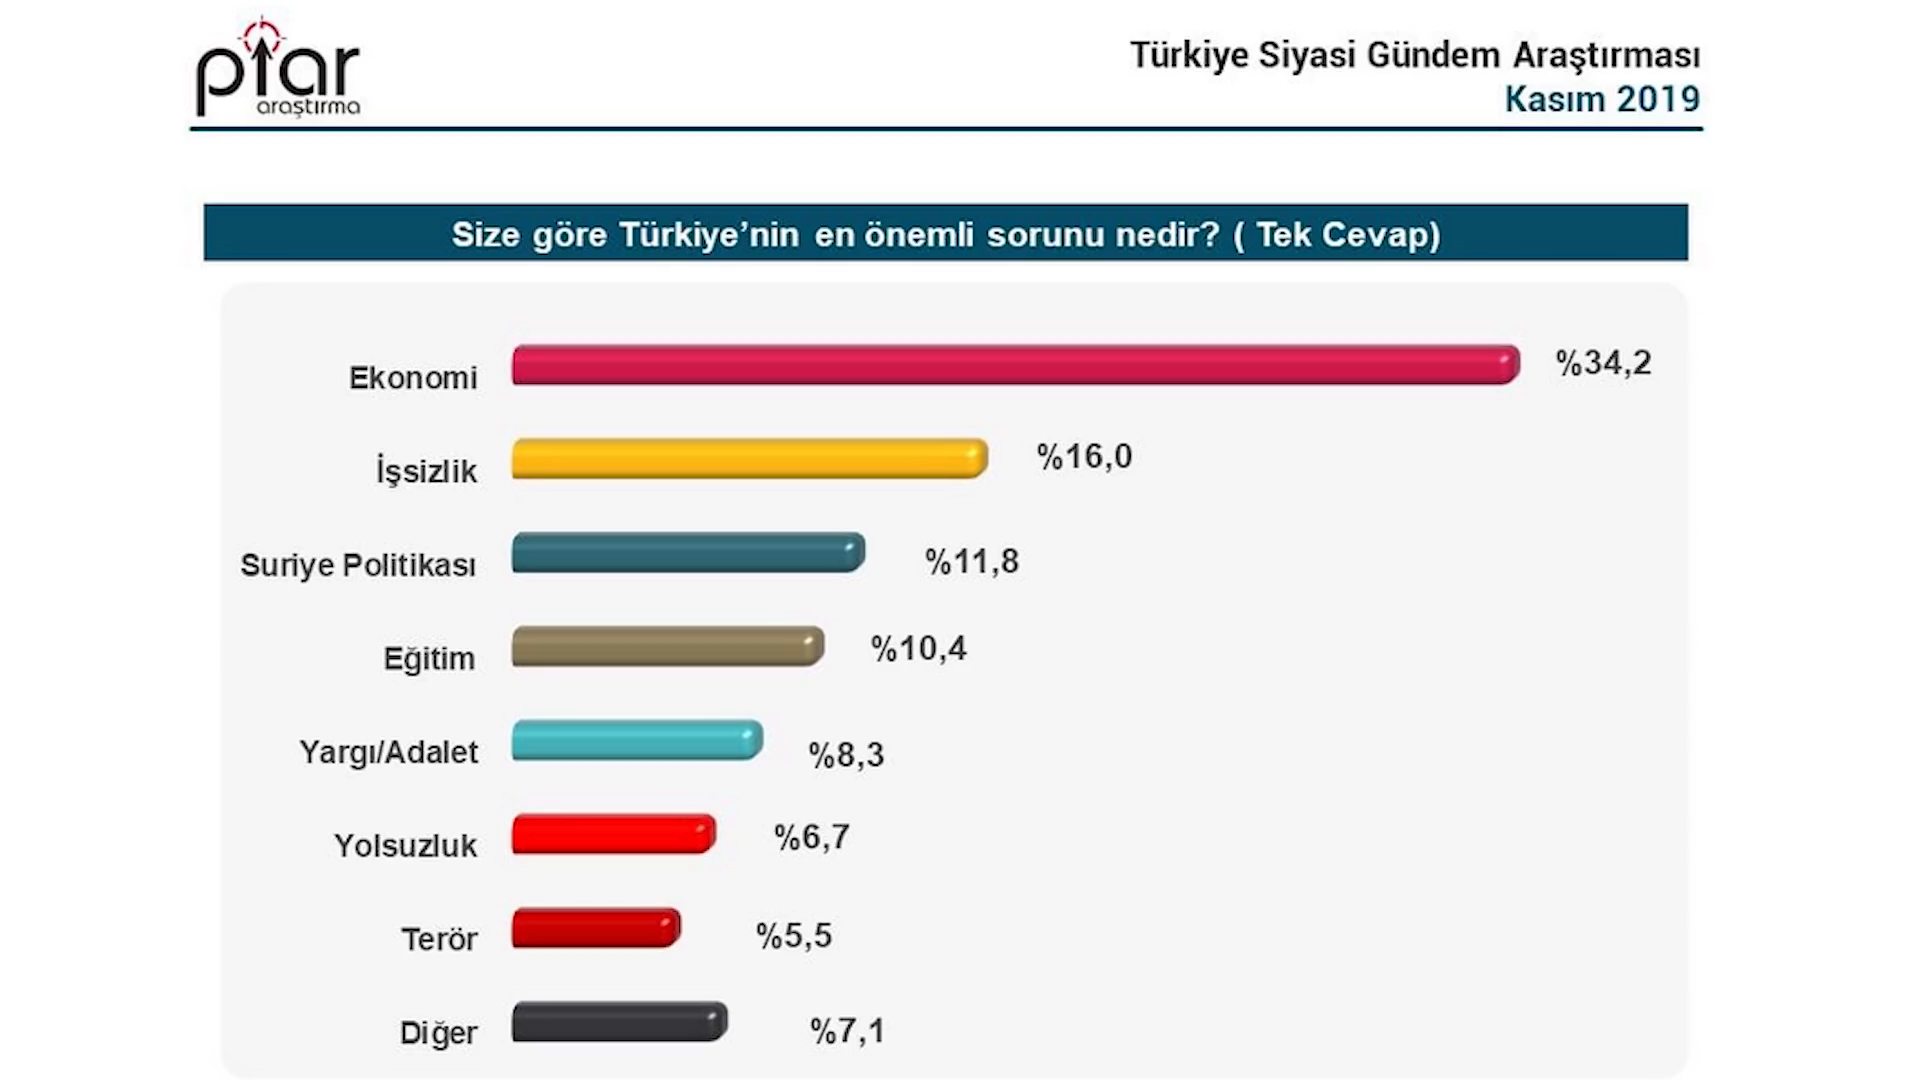 piar
araştırma
Türkiye Siyasi Gündem Araştırması
Kasım 2019
Size göre Türkiye’nin en önemli sorunu nedir? ( Tek Cevap)
Ekonomi %34,2
İşsizlik %16,0
Suriye Politikası %11,8
Eğitim %10,4
Yargı/Adalet %8,3
Yolsuzluk %6,7
Terör %5,5
Diğer %7,1